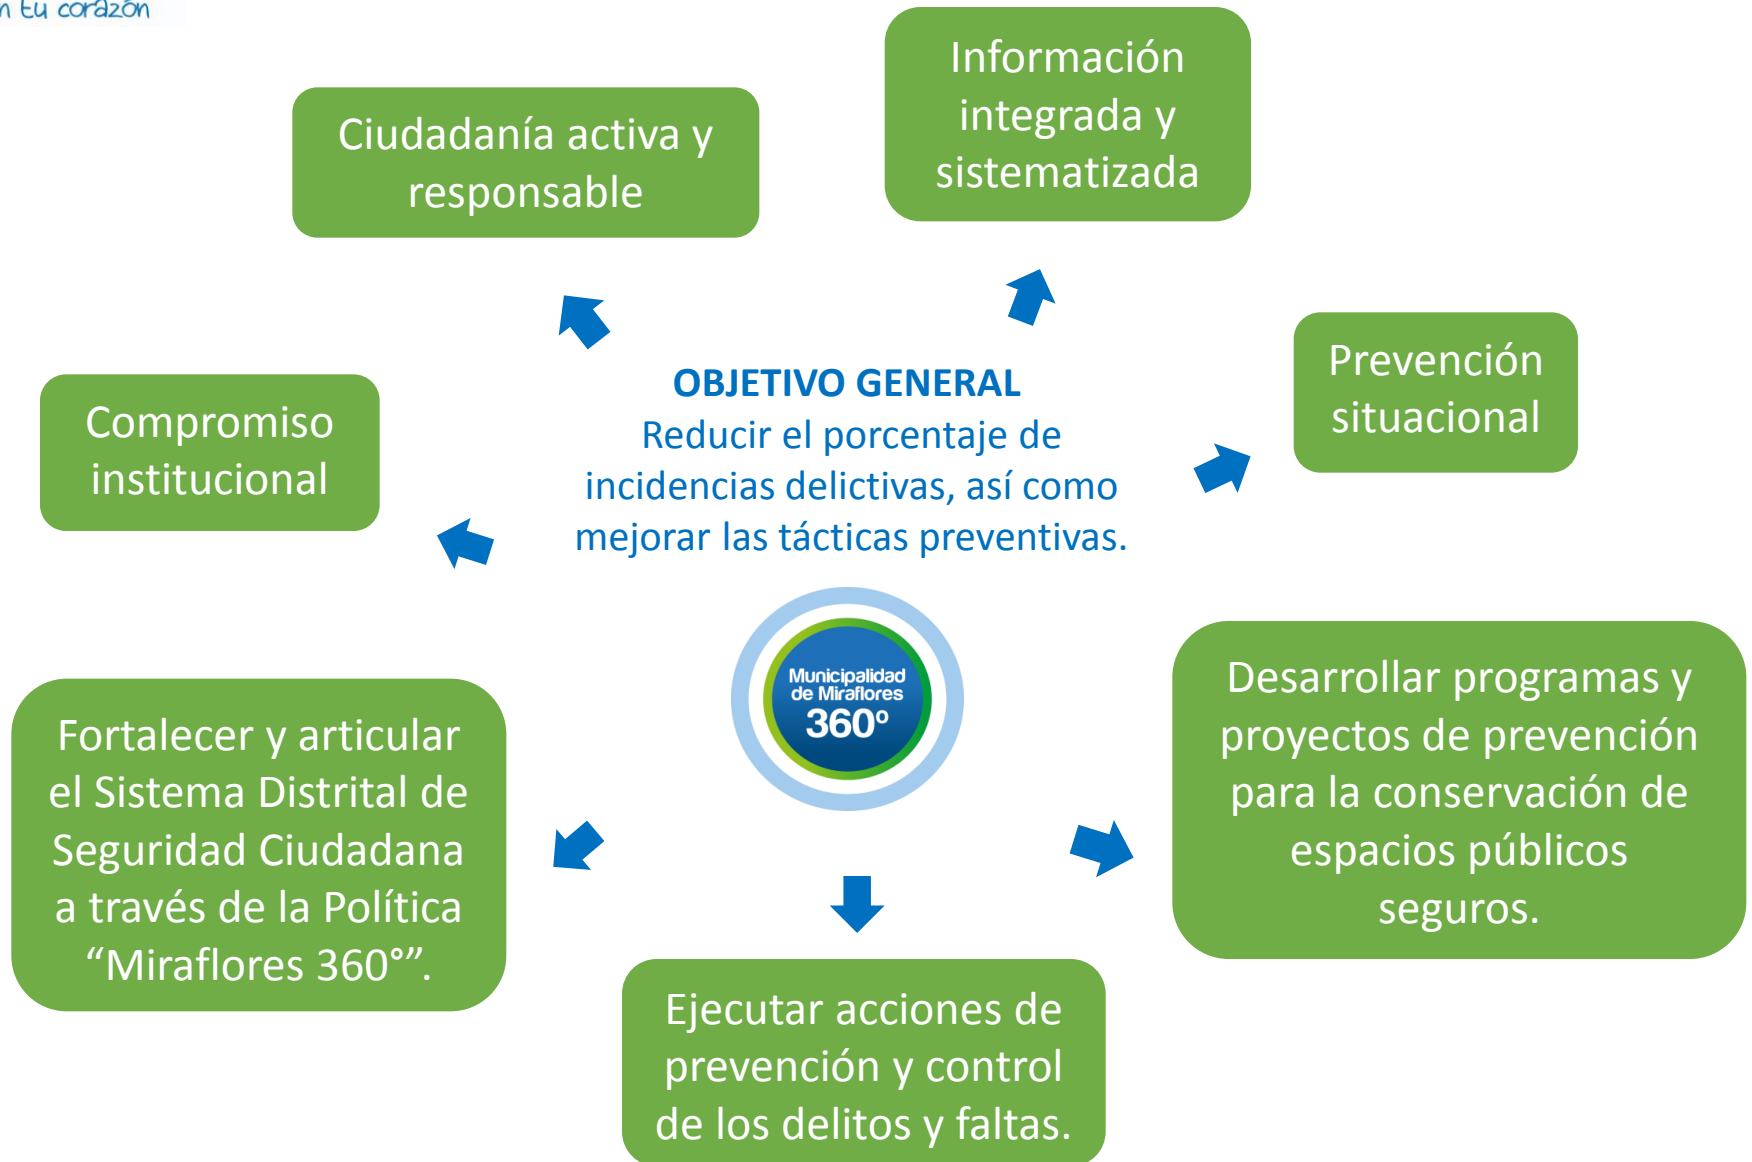 en tu corazón
Información
integrada y
sistematizada
Ciudadanía activa y
responsable
Prevención
situacional
OBJETIVO GENERAL
Reducir el porcentaje de
incidencias delictivas, así como
mejorar las tácticas preventivas.
Compromiso
institucional
Municipalidad
de Miraflores
360º
Desarrollar programas y
proyectos de prevención
para la conservación de
espacios públicos
seguros.
Fortalecer y articular
el Sistema Distrital de
Seguridad Ciudadana
a través de la Política
“Miraflores 360°”.
Ejecutar acciones de
prevención y control
de los delitos y faltas.